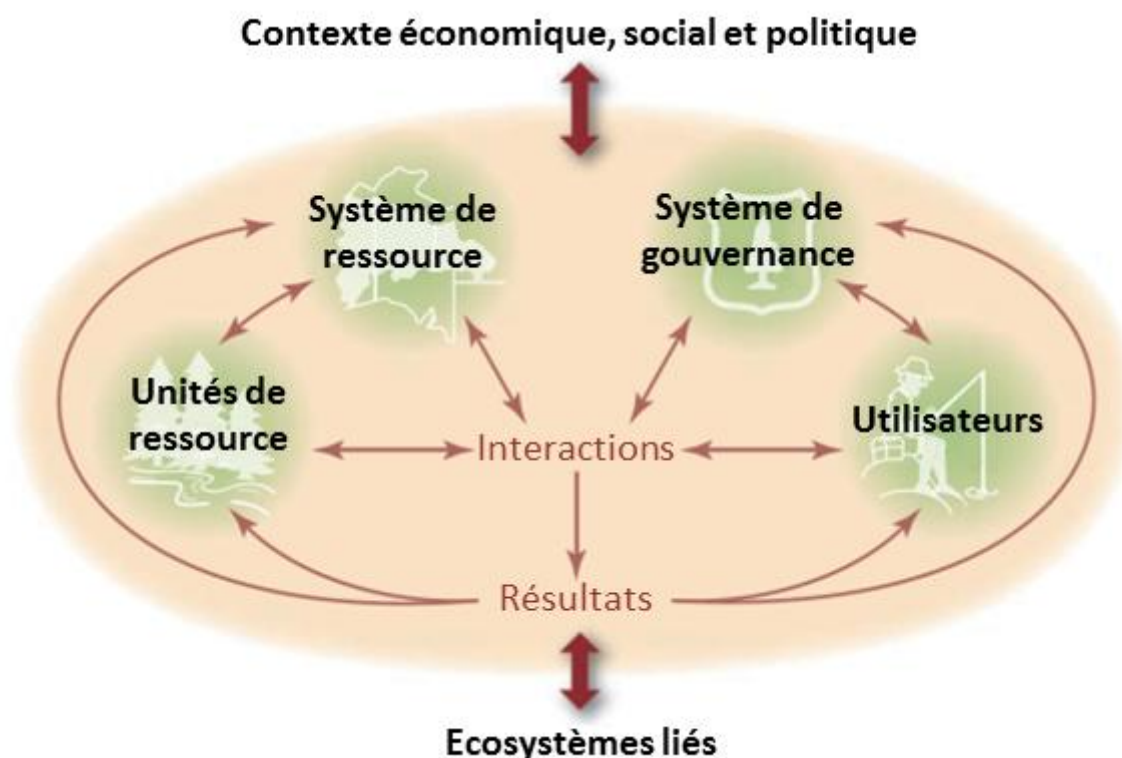 Contexte économique, social et politique
Système de
ressource
Système de
gouvernance
Unités de
ressource
Utilisateurs
Interactions
Résultats
Ecosystèmes liés